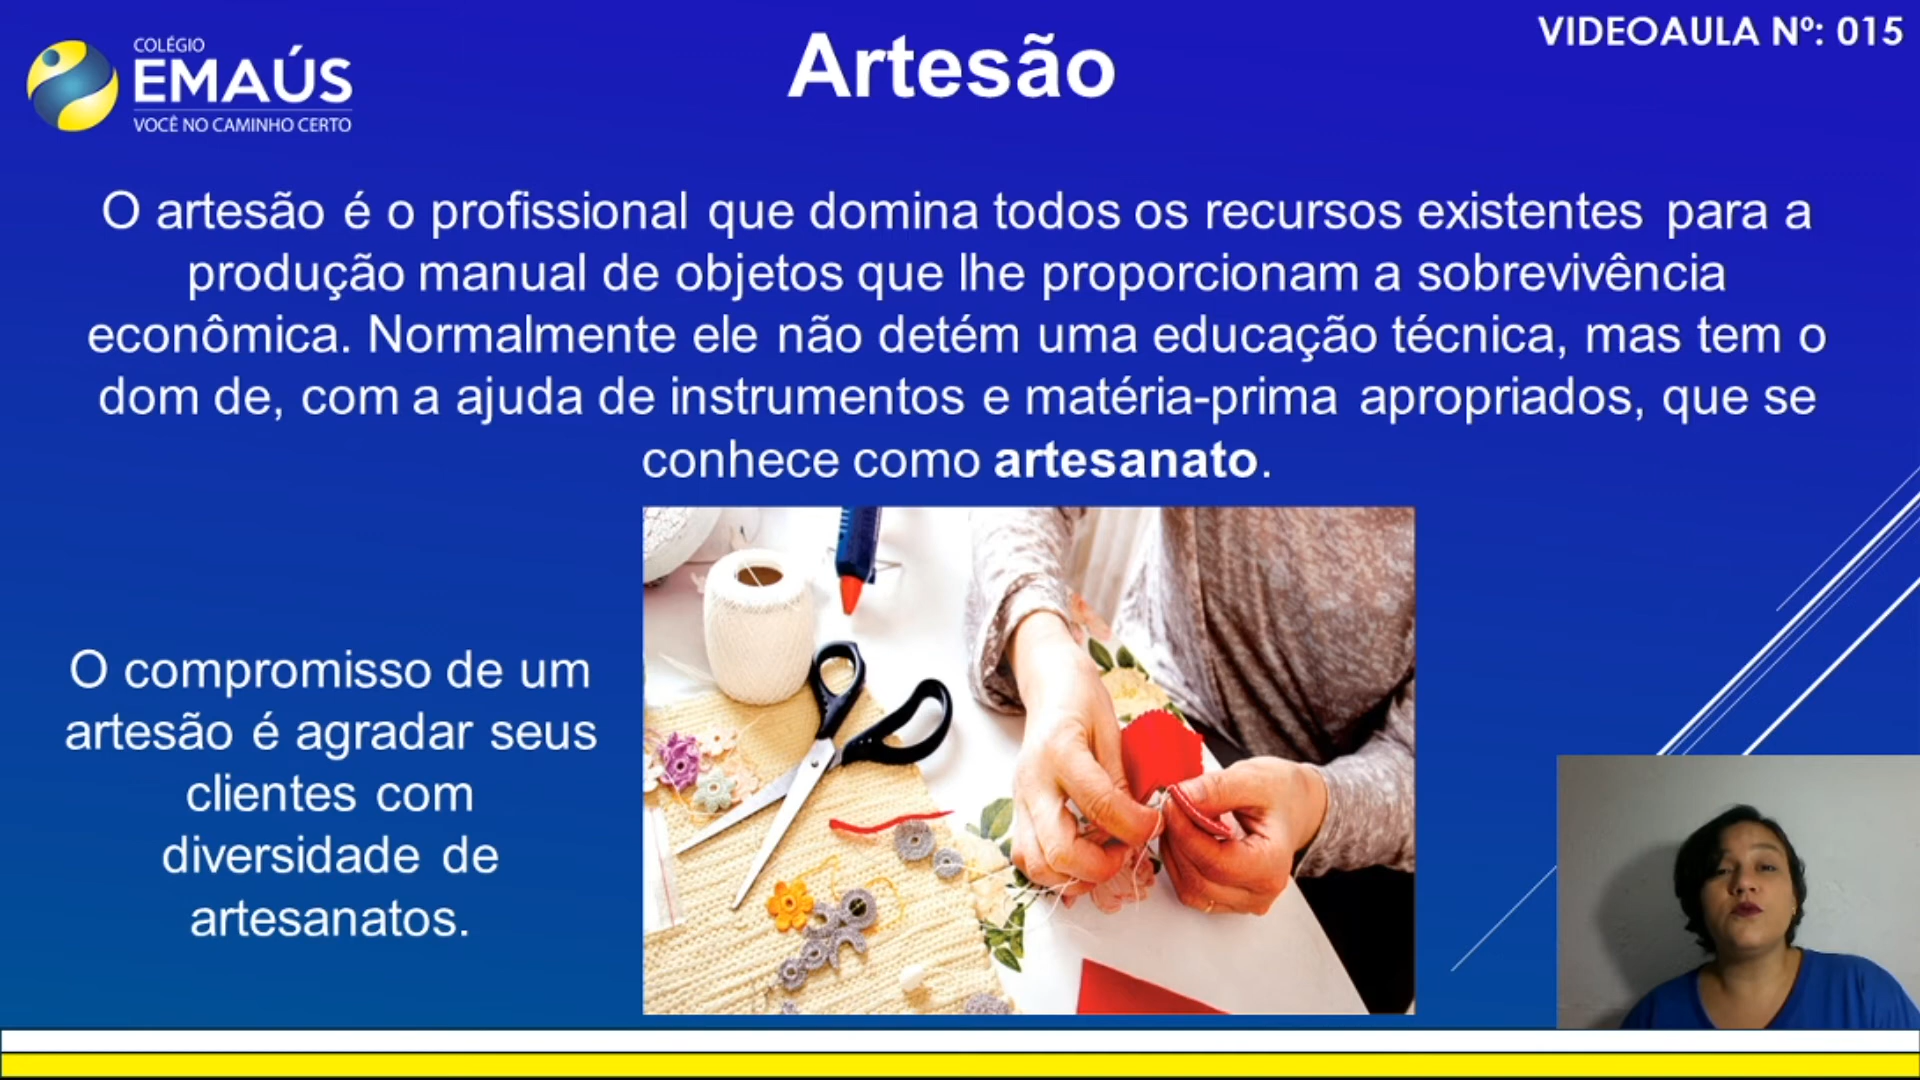 COLÉGIO
EMAÚS
VOCÊ NO CAMINHO CERTO
Artesão
VIDEOAULA Nº: 015
O artesão é o profissional que domina todos os recursos existentes para a
produção manual de objetos que lhe proporcionam a sobrevivência
econômica. Normalmente ele não detém uma educação técnica, mas tem o
dom de, com a ajuda de instrumentos e matéria-prima apropriados, que se
conhece como artesanato.
O compromisso de um
artesão é agradar seus
clientes com
diversidade de
artesanatos.